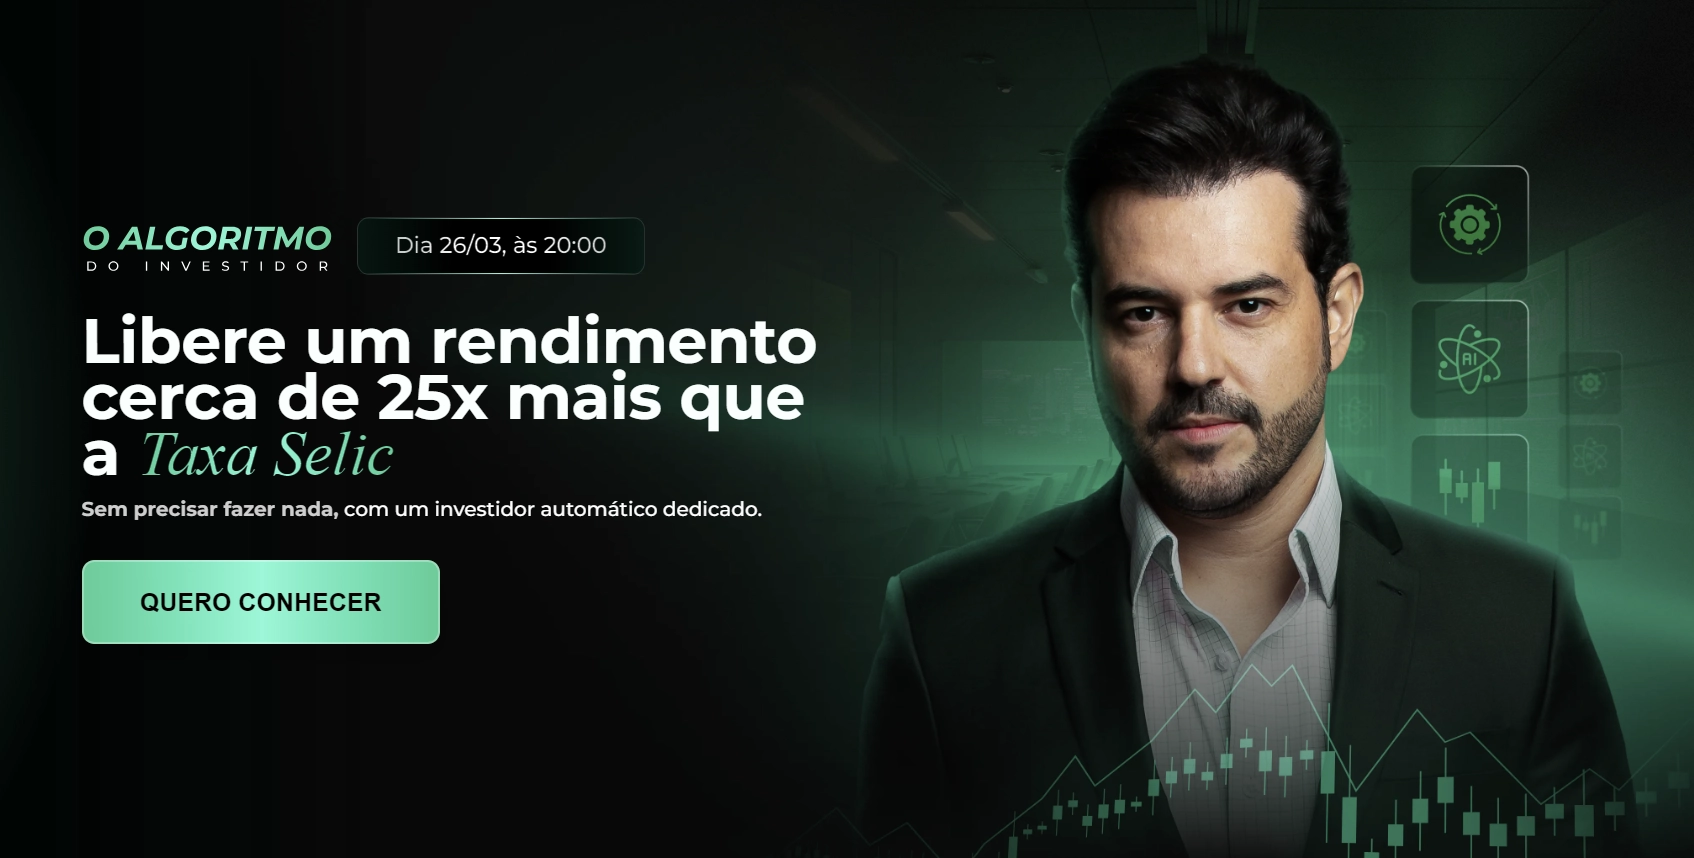 O ALGORITMO
DO INVESTIDOR
Dia 26/03, às 20:00
Libere um rendimento
cerca de 25x mais que
a Taxa Selic
Sem precisar fazer nada, com um investidor automático dedicado.
QUERO CONHECER
AI